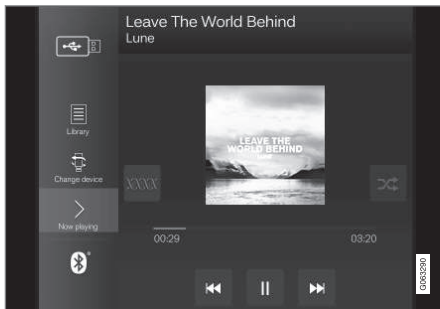 Leave The World Behind
Lune
Library
Change device
Now playing
LEAVE THE
WORLD BEHIND
LUNE
XXXX
00:29
03:20
G063290